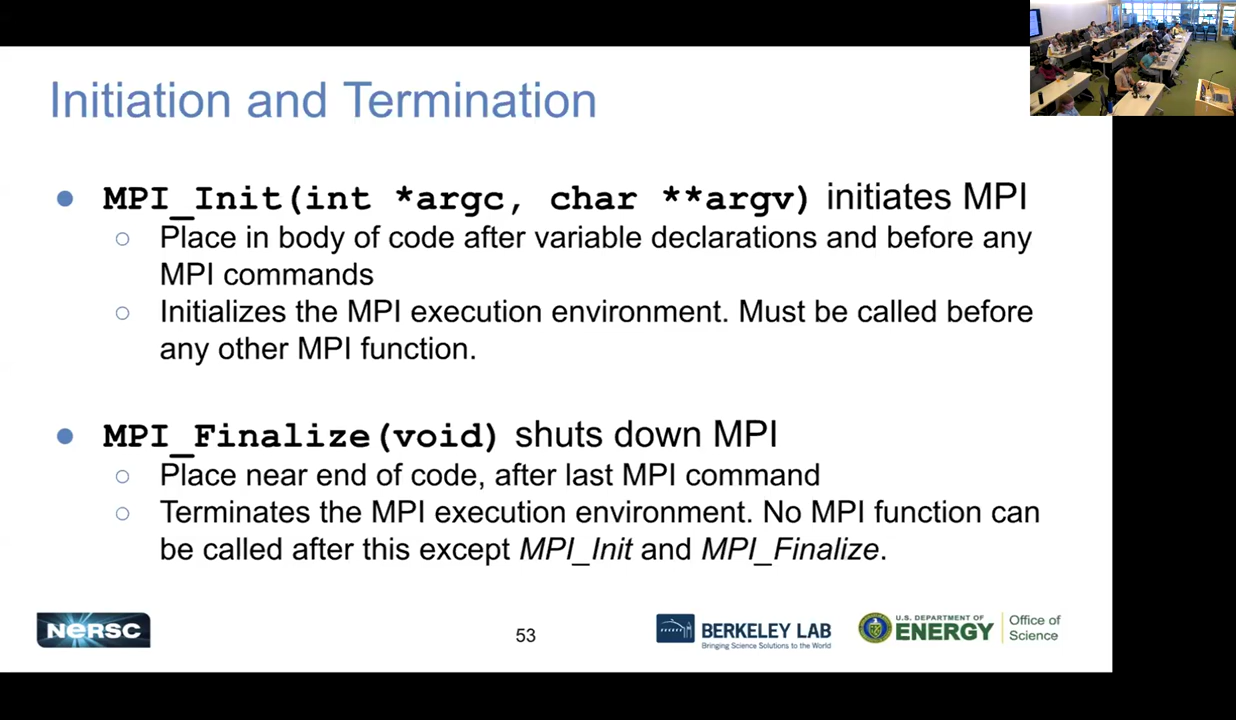 Initiation and Termination
● MPI_Init(int *argc, char **argv) initiates MPI
○ Place in body of code after variable declarations and before any
MPI commands
○ Initializes the MPI execution environment. Must be called before
any other MPI function.
● MPI_Finalize(void) shuts down MPI
○ Place near end of code, after last MPI command
○ Terminates the MPI execution environment. No MPI function can
be called after this except MPI_Init and MPI_Finalize.
NERSC
53
BERKELEY LAB
Bringing Science Solutions to the World
U.S. DEPARTMENT OF
ENERGY
Office of
Science